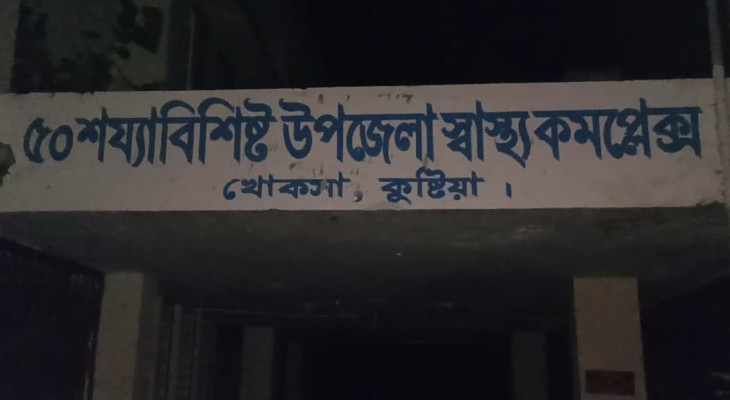 ৫০ শয্যাবিশিষ্ট উপজেলা স্বাস্থ্য কমপ্লেক্স
খোকসা, কুষ্টিয়া ।